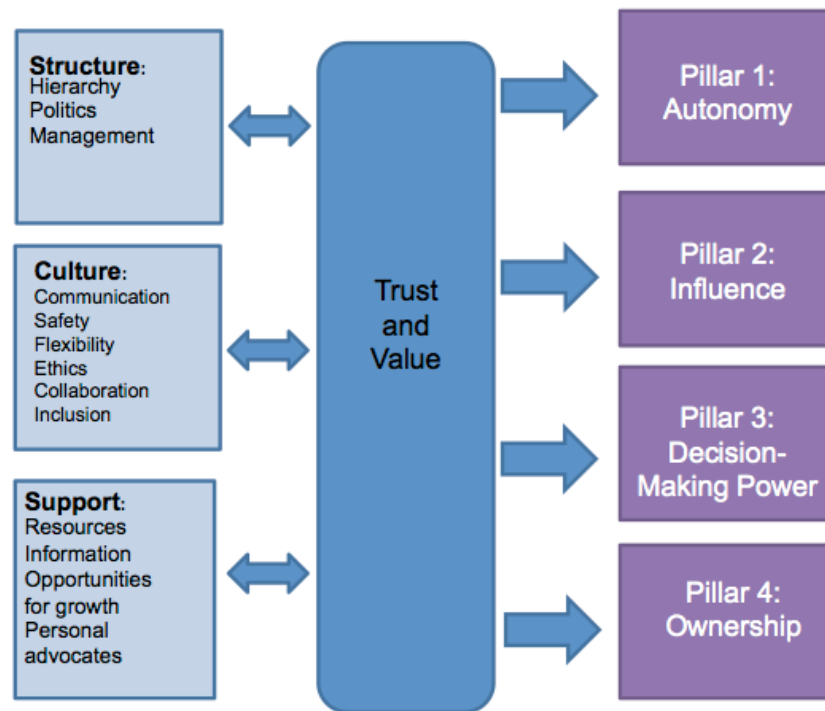 Structure:
Hierarchy
Politics
Management
Culture:
Communication
Safety
Flexibility
Ethics
Collaboration
Inclusion
Support:
Resources
Information
Opportunities
for growth
Personal
advocates
Trust
and
Value
Pillar 1:
Autonomy
Pillar 2:
Influence
Pillar 3:
Decision-
Making Power
Pillar 4:
Ownership